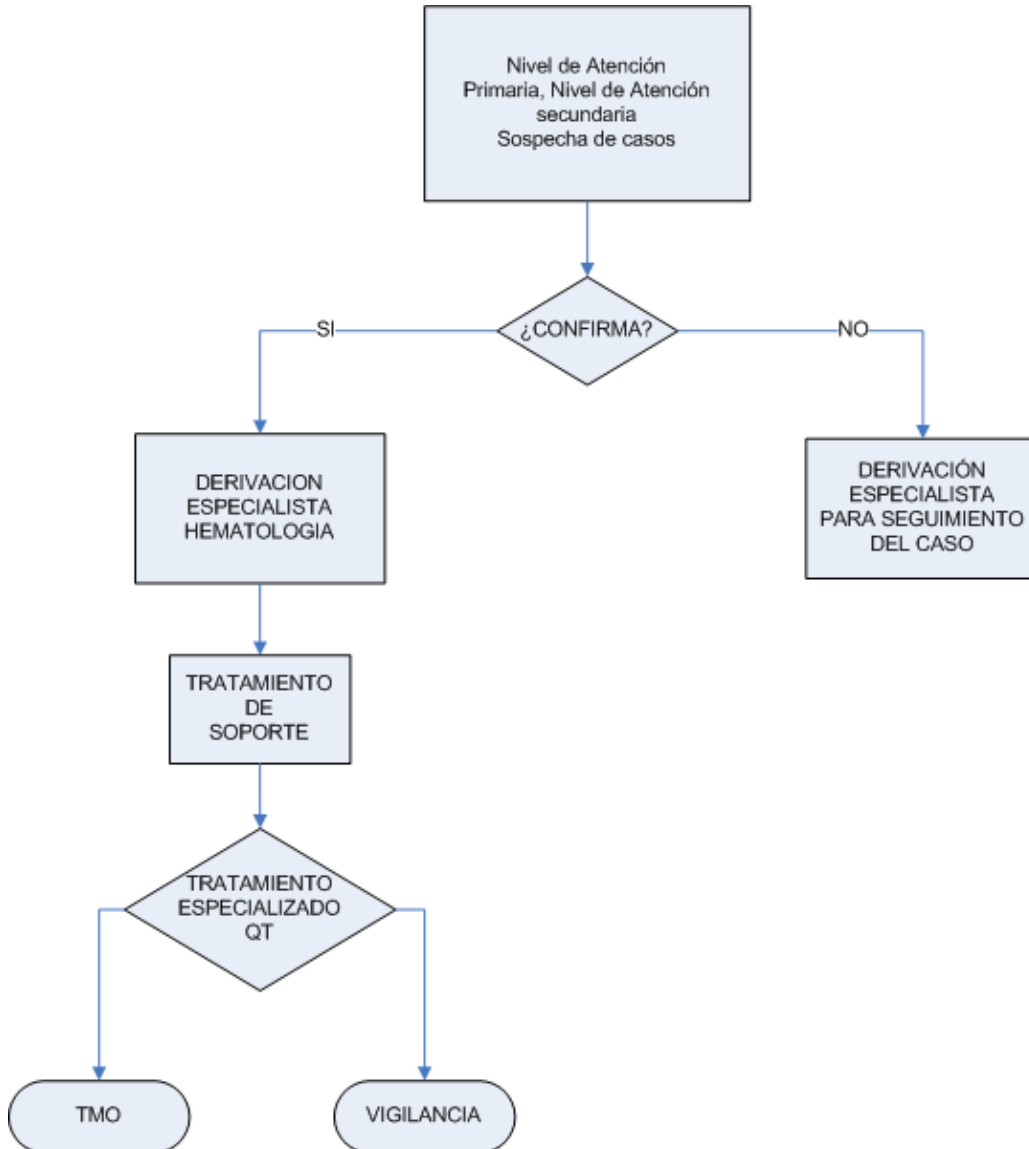 Nivel de Atención
Primaria, Nivel de Atención
secundaria
Sospecha de casos
¿CONFIRMA?
SI
NO
DERIVACION
ESPECIALISTA
HEMATOLOGIA
DERIVACIÓN
ESPECIALISTA
PARA SEGUIMIENTO
DEL CASO
TRATAMIENTO
DE
SOPORTE
TRATAMIENTO
ESPECIALIZADO
QT
TMO
VIGILANCIA